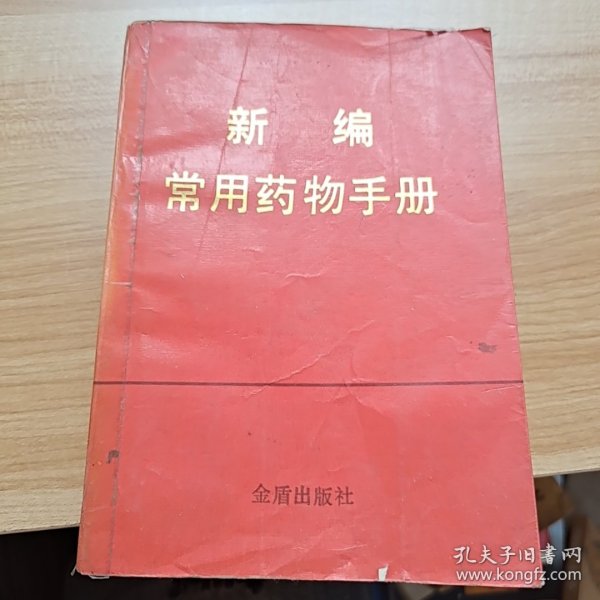 新 编
常用药物手册
金盾出版社
孔夫子旧书网
www.kongfz.com